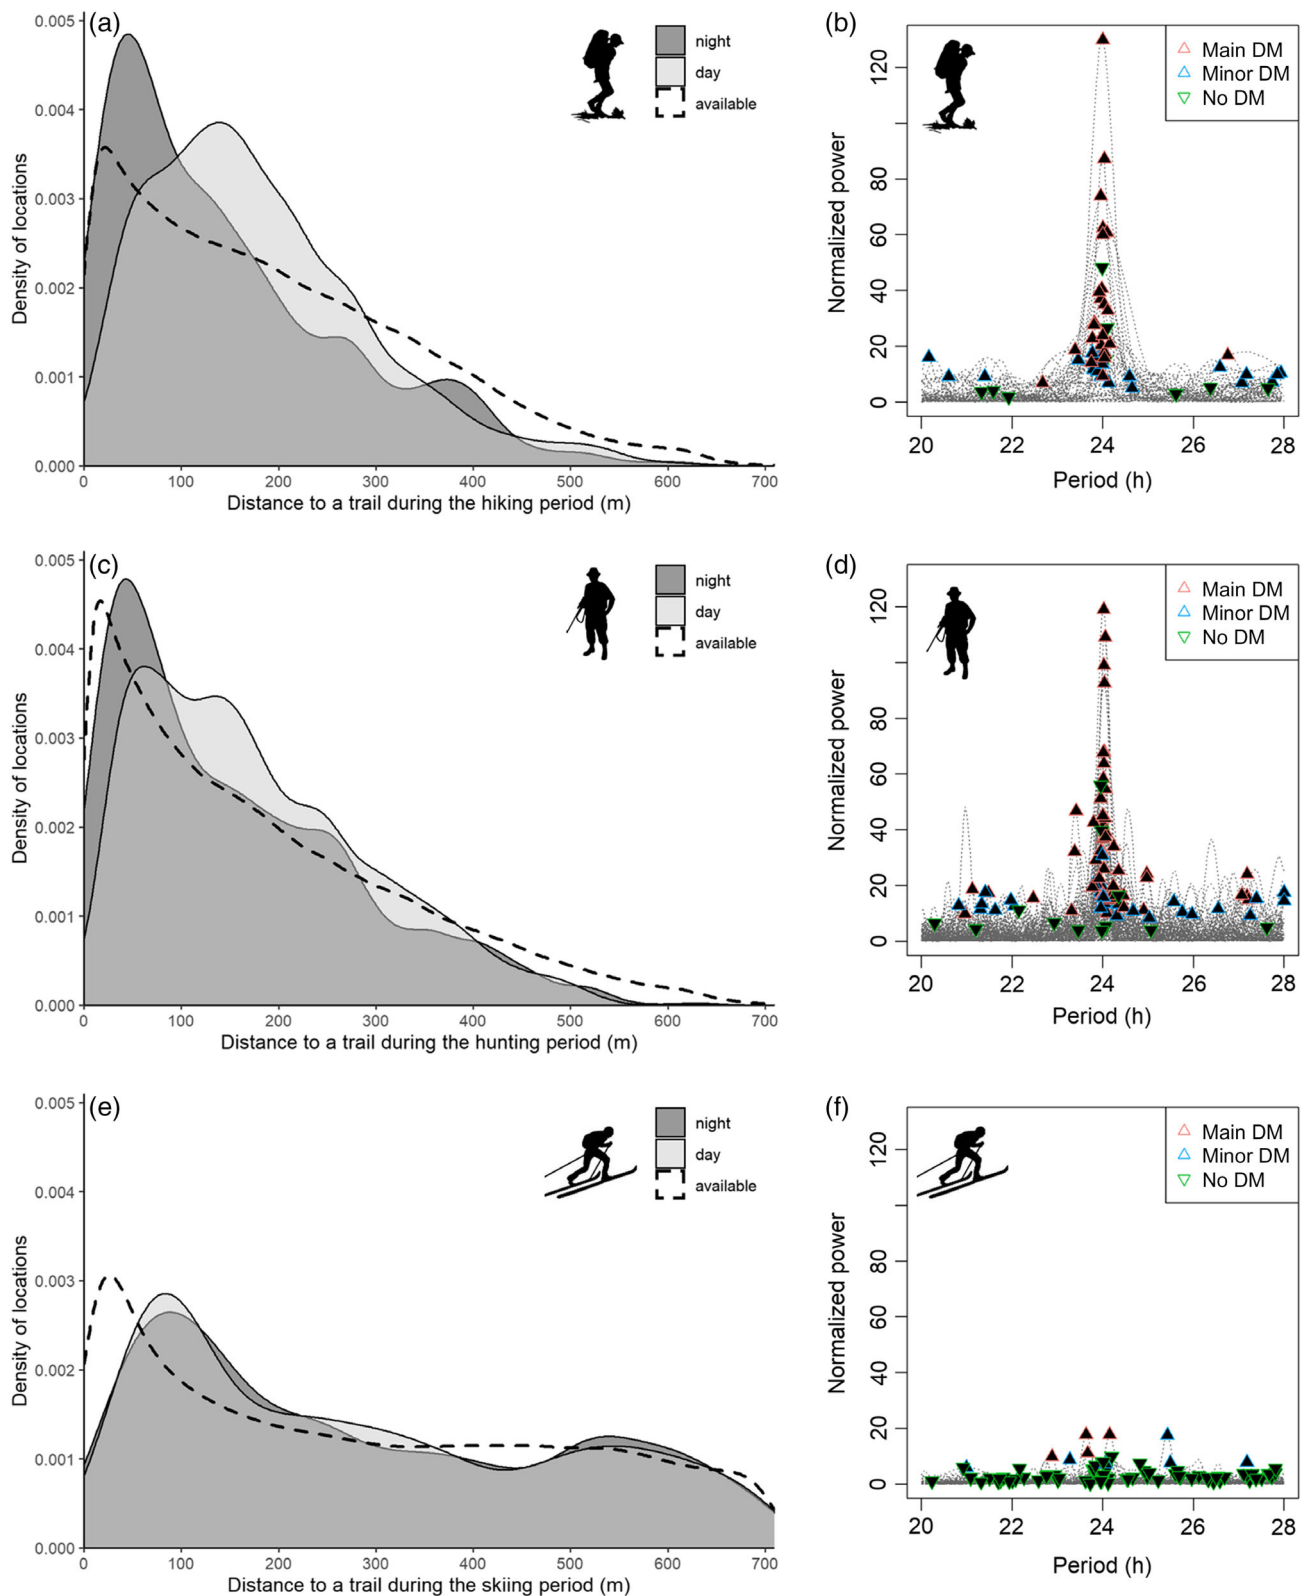 (a)
night
day
available
0.005
0.004
0.003
0.002
0.001
0.000
Density of locations
0 100 200 300 400 500 600 700
Distance to a trail during the hiking period (m)
(b)
Main DM
Minor DM
No DM
120
80
60
40
20
0
Normalized power
20 22 24 26 28
Period (h)
(c)
night
day
available
0.005
0.004
0.003
0.002
0.001
0.000
Density of locations
0 100 200 300 400 500 600 700
Distance to a trail during the hunting period (m)
(d)
Main DM
Minor DM
No DM
120
80
60
40
20
0
Normalized power
20 22 24 26 28
Period (h)
(e)
night
day
available
0.005
0.004
0.003
0.002
0.001
0.000
Density of locations
0 100 200 300 400 500 600 700
Distance to a trail during the skiing period (m)
(f)
Main DM
Minor DM
No DM
120
80
60
40
20
0
Normalized power
20 22 24 26 28
Period (h)